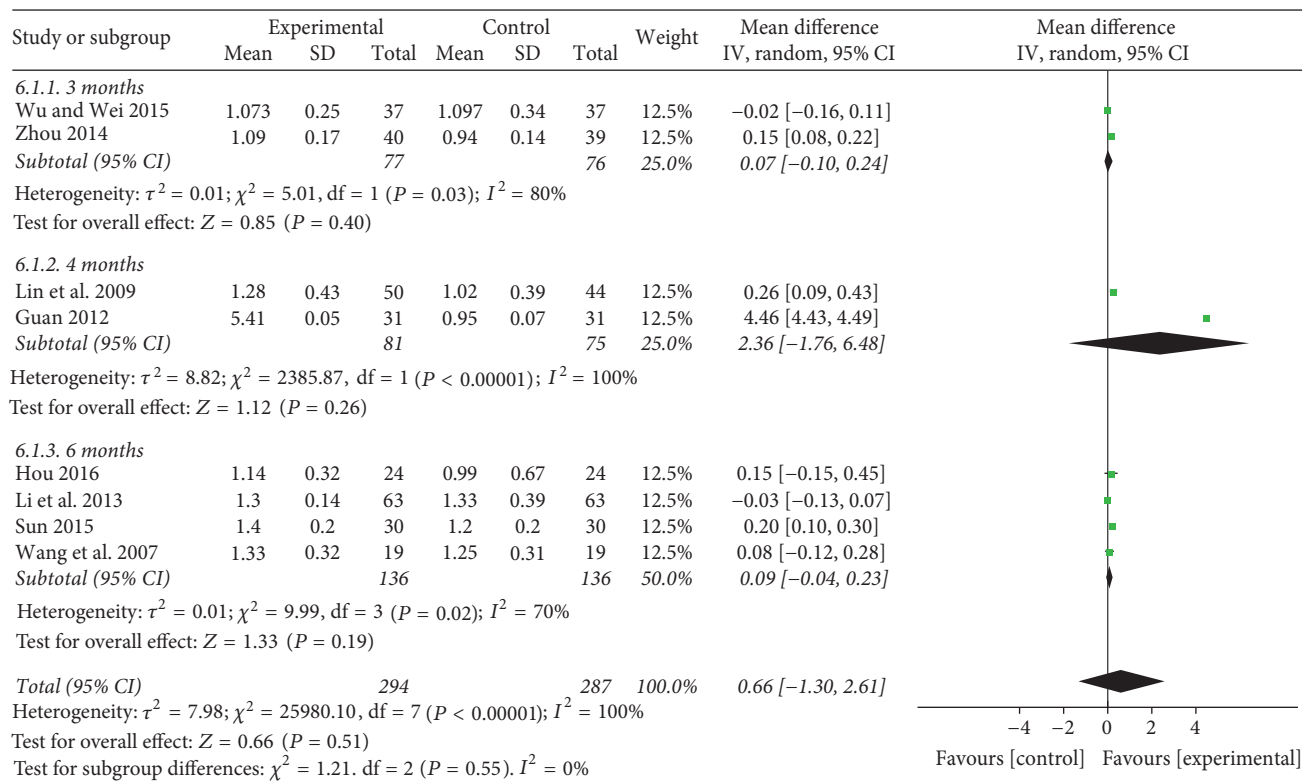 Study or subgroup Experimental Control Weight Mean difference Mean difference
Mean SD Total Mean SD Total IV, random, 95% CI IV, random, 95% CI
6.1.1. 3 months
Wu and Wei 2015 1.073 0.25 37 1.097 0.34 37 12.5% −0.02 [−0.16, 0.11]
Zhou 2014 1.09 0.17 40 0.94 0.14 39 12.5% 0.15 [0.08, 0.22]
Subtotal (95% CI) 77 76 25.0% 0.07 [−0.10, 0.24]
Heterogeneity: τ² = 0.01; χ² = 5.01, df = 1 (P = 0.03); I² = 80%
Test for overall effect: Z = 0.85 (P = 0.40)
6.1.2. 4 months
Lin et al. 2009 1.28 0.43 50 1.02 0.39 44 12.5% 0.26 [0.09, 0.43]
Guan 2012 5.41 0.05 31 0.95 0.07 31 12.5% 4.46 [4.43, 4.49]
Subtotal (95% CI) 81 75 25.0% 2.36 [−1.76, 6.48]
Heterogeneity: τ² = 8.82; χ² = 2385.87, df = 1 (P < 0.00001); I² = 100%
Test for overall effect: Z = 1.12 (P = 0.26)
6.1.3. 6 months
Hou 2016 1.14 0.32 24 0.99 0.67 24 12.5% 0.15 [−0.15, 0.45]
Li et al. 2013 1.3 0.14 63 1.33 0.39 63 12.5% −0.03 [−0.13, 0.07]
Sun 2015 1.4 0.2 30 1.2 0.2 30 12.5% 0.20 [0.10, 0.30]
Wang et al. 2007 1.33 0.32 19 1.25 0.31 19 12.5% 0.08 [−0.12, 0.28]
Subtotal (95% CI) 136 136 50.0% 0.09 [−0.04, 0.23]
Heterogeneity: τ² = 0.01; χ² = 9.99, df = 3 (P = 0.02); I² = 70%
Test for overall effect: Z = 1.33 (P = 0.19)
Total (95% CI) 294 287 100.0% 0.66 [−1.30, 2.61]
Heterogeneity: τ² = 7.98; χ² = 25980.10, df = 7 (P < 0.00001); I² = 100%
Test for overall effect: Z = 0.66 (P = 0.51)
Test for subgroup differences: χ² = 1.21. df = 2 (P = 0.55). I² = 0%
−4 −2 0 2 4
Favours [control] Favours [experimental]